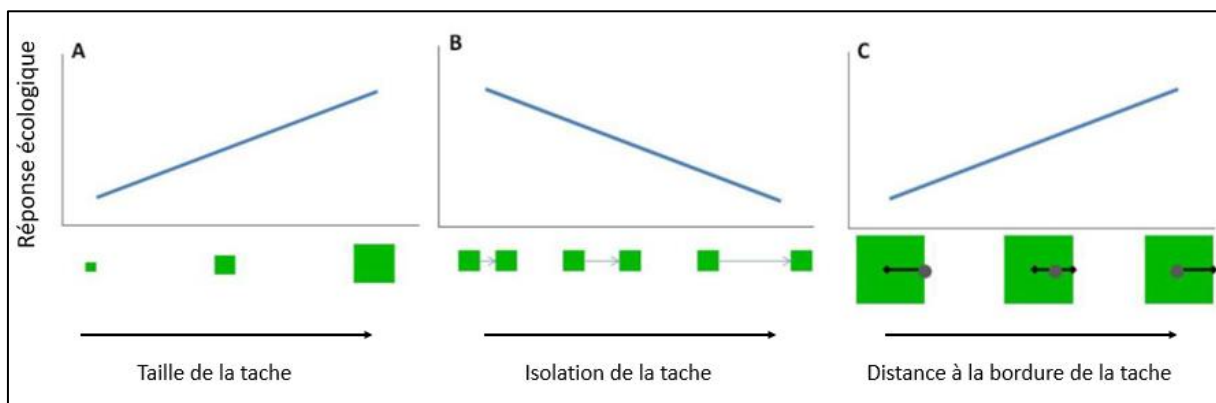 Réponse écologique
A
B
C
Taille de la tache
Isolation de la tache
Distance à la bordure de la tache